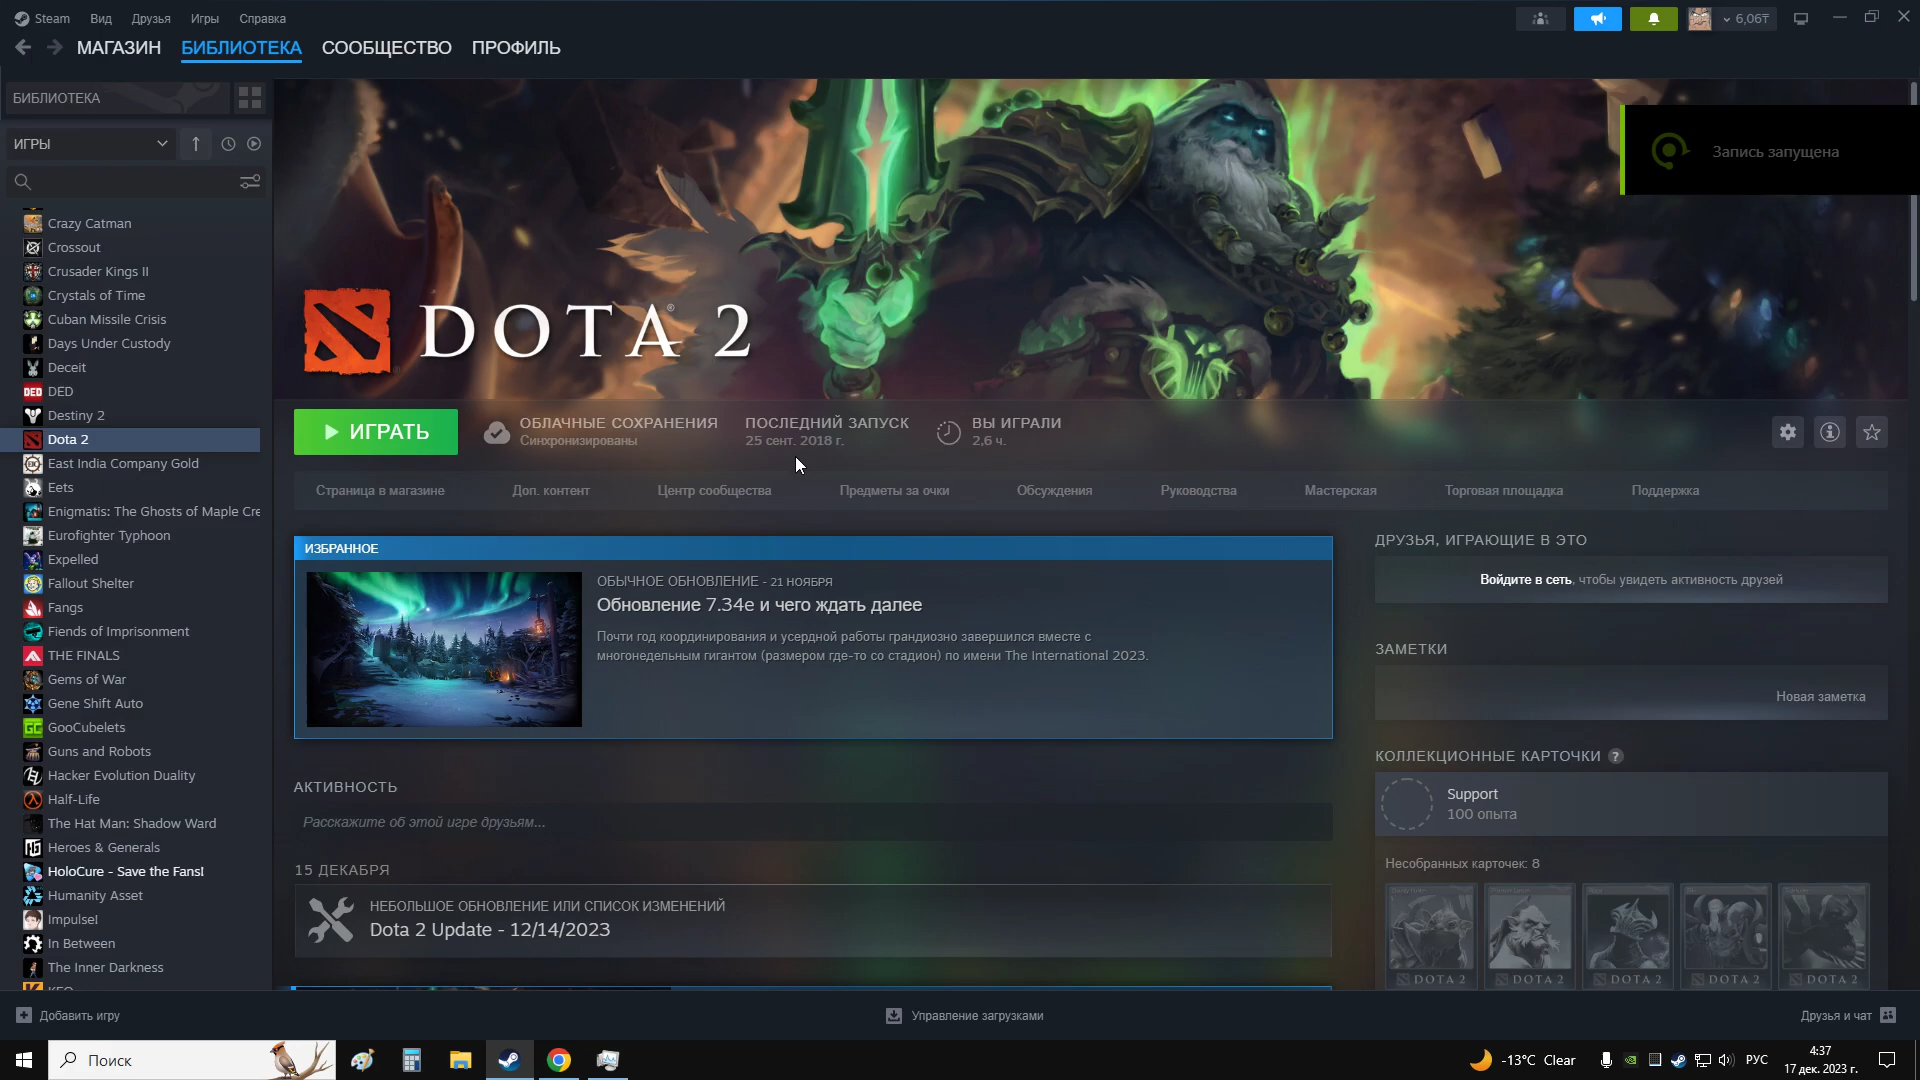 Steam Вид Друзья Игры Справка
6,06₸
МАГАЗИН БИБЛИОТЕКА СООБЩЕСТВО ПРОФИЛЬ
БИБЛИОТЕКА
ИГРЫ
Запись запущена
Crazy Catman
Crossout
Crusader Kings II
Crystals of Time
Cuban Missile Crisis
Days Under Custody
Deceit
DED DED
Destiny 2
Dota 2
East India Company Gold
Eets
Enigmatis: The Ghosts of Maple Cre
Eurofighter Typhoon
Expelled
Fallout Shelter
Fangs
Fiends of Imprisonment
THE FINALS
Gems of War
Gene Shift Auto
GC GooCubelets
Guns and Robots
Hacker Evolution Duality
Half-Life
The Hat Man: Shadow Ward
Heroes & Generals
HoloCure - Save the Fans!
Humanity Asset
Impulse!
In Between
The Inner Darkness
DOTA 2
ИГРАТЬ
ОБЛАЧНЫЕ СОХРАНЕНИЯ
Синхронизированы
ПОСЛЕДНИЙ ЗАПУСК
25 сент. 2018 г.
ВЫ ИГРАЛИ
2,6 ч.
Страница в магазине Доп. контент Центр сообщества Предметы за очки Обсуждения Руководства Мастерская Торговая площадка Поддержка
ИЗБРАННОЕ
ОБЫЧНОЕ ОБНОВЛЕНИЕ - 21 НОЯБРЯ
Обновление 7.34e и чего ждать далее
Почти год координирования и усердной работы грандиозно завершился вместе с
многонедельным гигантом (размером где-то со стадион) по имени The International 2023.
АКТИВНОСТЬ
Расскажите об этой игре друзьям...
15 ДЕКАБРЯ
НЕБОЛЬШОЕ ОБНОВЛЕНИЕ ИЛИ СПИСОК ИЗМЕНЕНИЙ
Dota 2 Update - 12/14/2023
ДРУЗЬЯ, ИГРАЮЩИЕ В ЭТО
Войдите в сеть, чтобы увидеть активность друзей
ЗАМЕТКИ
Новая заметка
КОЛЛЕКЦИОННЫЕ КАРТОЧКИ ?
Support
100 опыта
Несобранных карточек: 8
DOTA 2 DOTA 2 DOTA 2 DOTA 2 DOTA 2
Добавить игру
Управление загрузками
Друзья и чат
Поиск
-13°C Clear
РУС
4:37
17 дек. 2023 г.